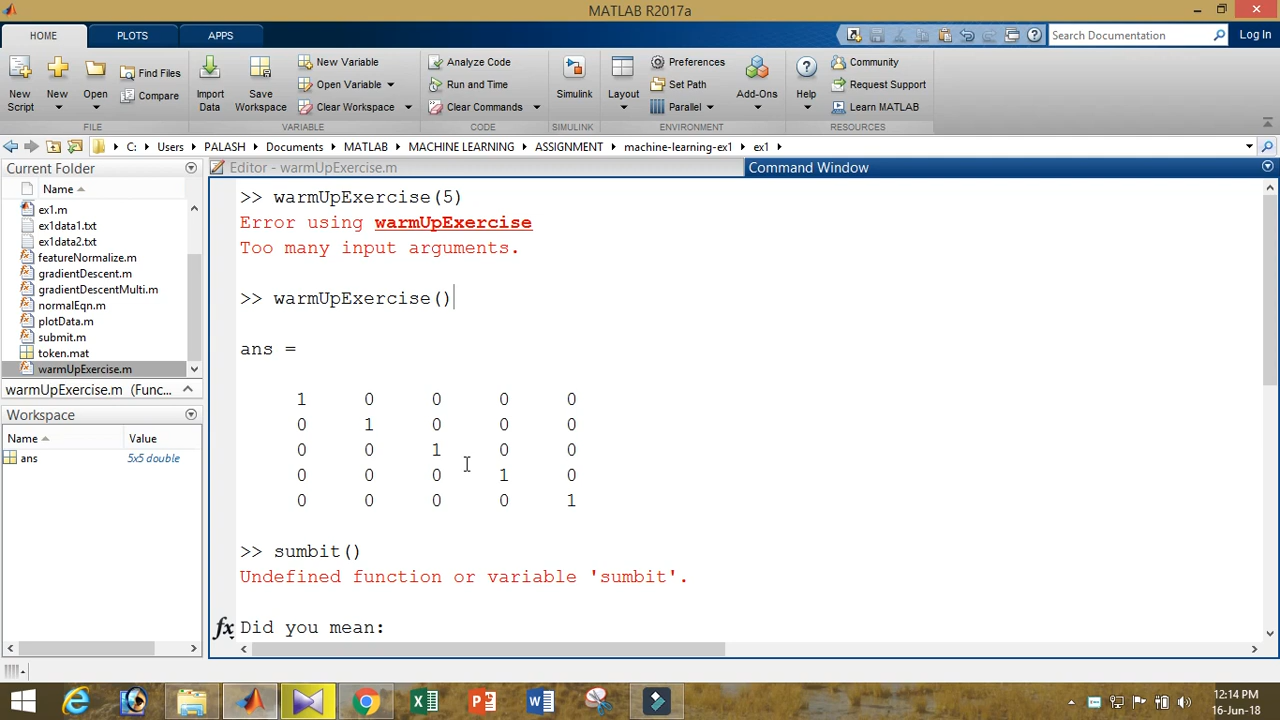 MATLAB R2017a
HOME
PLOTS
APPS
Search Documentation
Log In
New Script
New
Open
Find Files
Compare
FILE
Import Data
Save Workspace
New Variable
Open Variable
Clear Workspace
VARIABLE
Analyze Code
Run and Time
Clear Commands
CODE
Simulink
SIMULINK
Layout
Preferences
Set Path
Parallel
Add-Ons
ENVIRONMENT
Help
Community
Request Support
Learn MATLAB
RESOURCES
C: Users PALASH Documents MATLAB MACHINE LEARNING ASSIGNMENT machine-learning-ex1 ex1
Current Folder
Name
ex1.m
ex1data1.txt
ex1data2.txt
featureNormalize.m
gradientDescent.m
gradientDescentMulti.m
normalEqn.m
plotData.m
submit.m
token.mat
warmUpExercise.m
warmUpExercise.m (Func...
Workspace
Name Value
ans 5x5 double
Editor - warmUpExercise.m
Command Window
>> warmUpExercise(5)
Error using warmUpExercise
Too many input arguments.
>> warmUpExercise()
ans =
1 0 0 0 0
0 1 0 0 0
0 0 1 0 0
0 0 0 1 0
0 0 0 0 1
>> sumbit()
Undefined function or variable 'sumbit'.
fx Did you mean:
12:14 PM
16-Jun-18